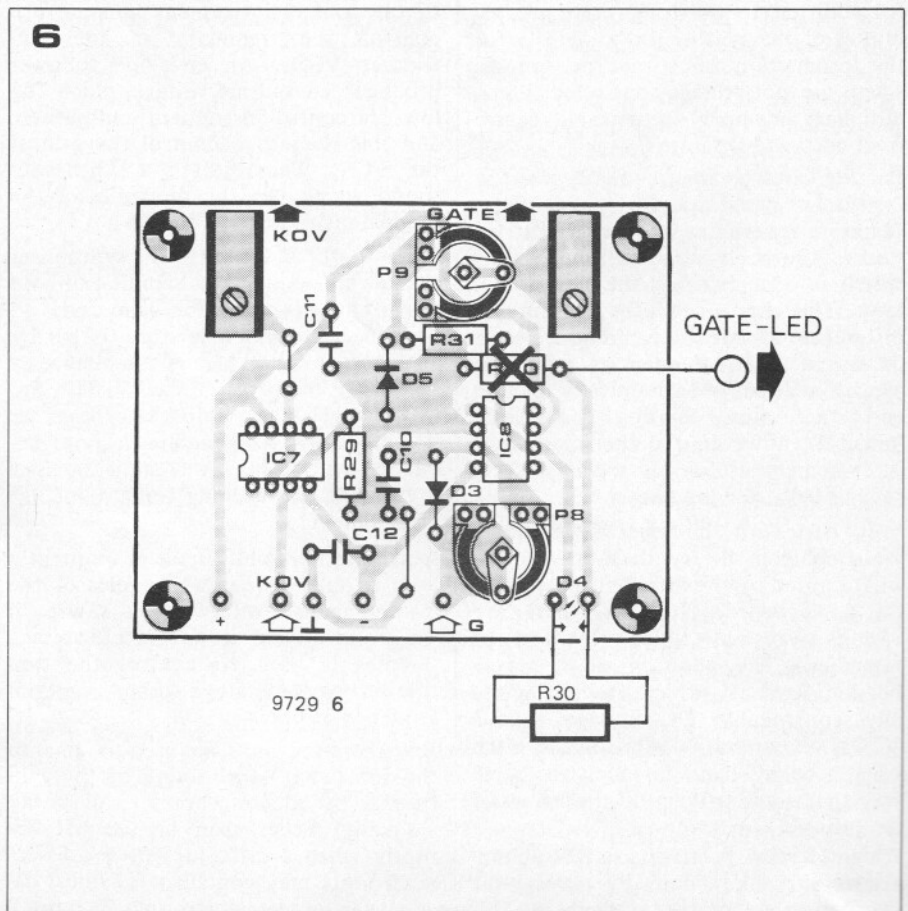 6
KOV
GATE
P9
C11
R31
GATE-LED
D5
IC7
R29
C10
IC8
D3
P8
C12
KOV
D4
+
⊥
-
G
R30
9729 6